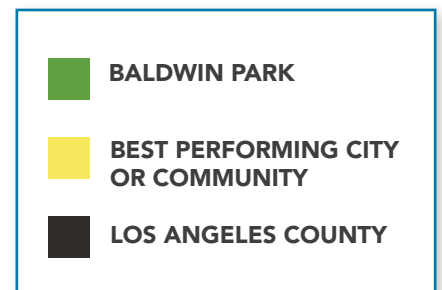 BALDWIN PARK
BEST PERFORMING CITY
OR COMMUNITY
LOS ANGELES COUNTY